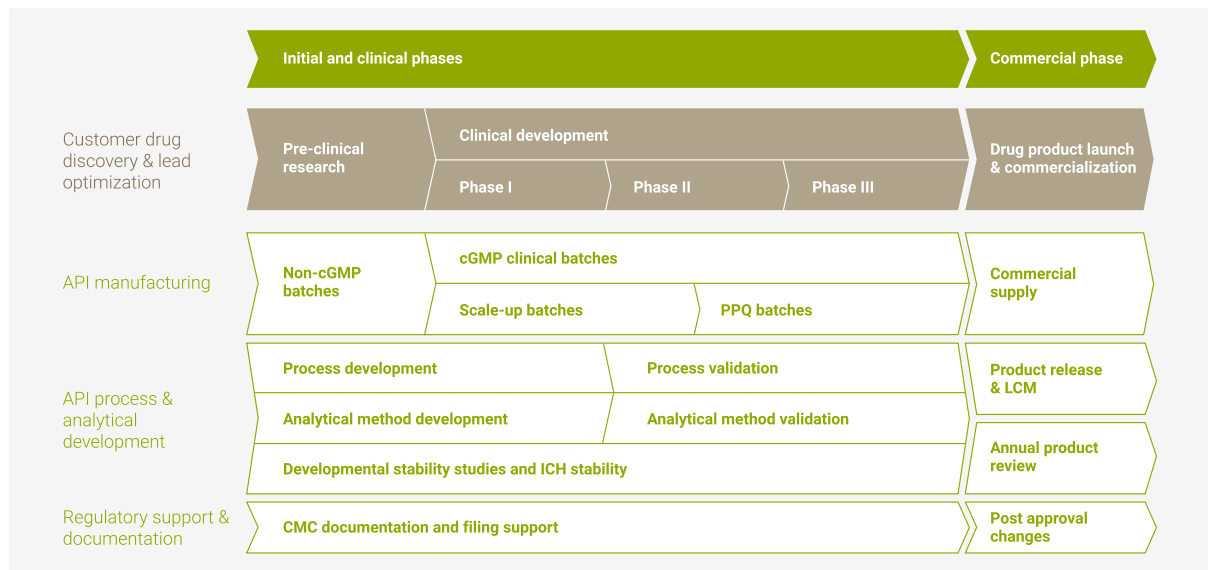 Initial and clinical phases
Commercial phase
Customer drug
discovery & lead
optimization
Pre-clinical
research
Clinical development
Phase I
Phase II
Phase III
Drug product launch
& commercialization
API manufacturing
Non-cGMP
batches
cGMP clinical batches
Scale-up batches
PPQ batches
Commercial
supply
API process &
analytical
development
Process development
Process validation
Analytical method development
Analytical method validation
Developmental stability studies and ICH stability
Product release
& LCM
Annual product
review
Regulatory support &
documentation
CMC documentation and filing support
Post approval
changes